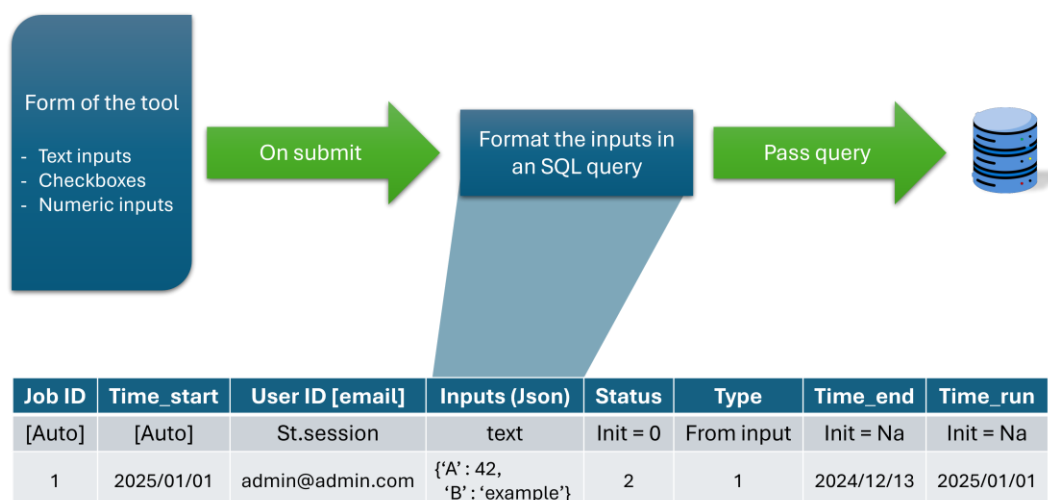 Form of the tool
- Text inputs
- Checkboxes
- Numeric inputs
On submit
Format the inputs in
an SQL query
Pass query
Job ID Time_start User ID [email] Inputs (Json) Status Type Time_end Time_run
[Auto] [Auto] St.session text Init = 0 From input Init = Na Init = Na
1 2025/01/01 admin@admin.com {‘A’ : 42, 2 1 2024/12/13 2025/01/01
‘B’ : ‘example’}